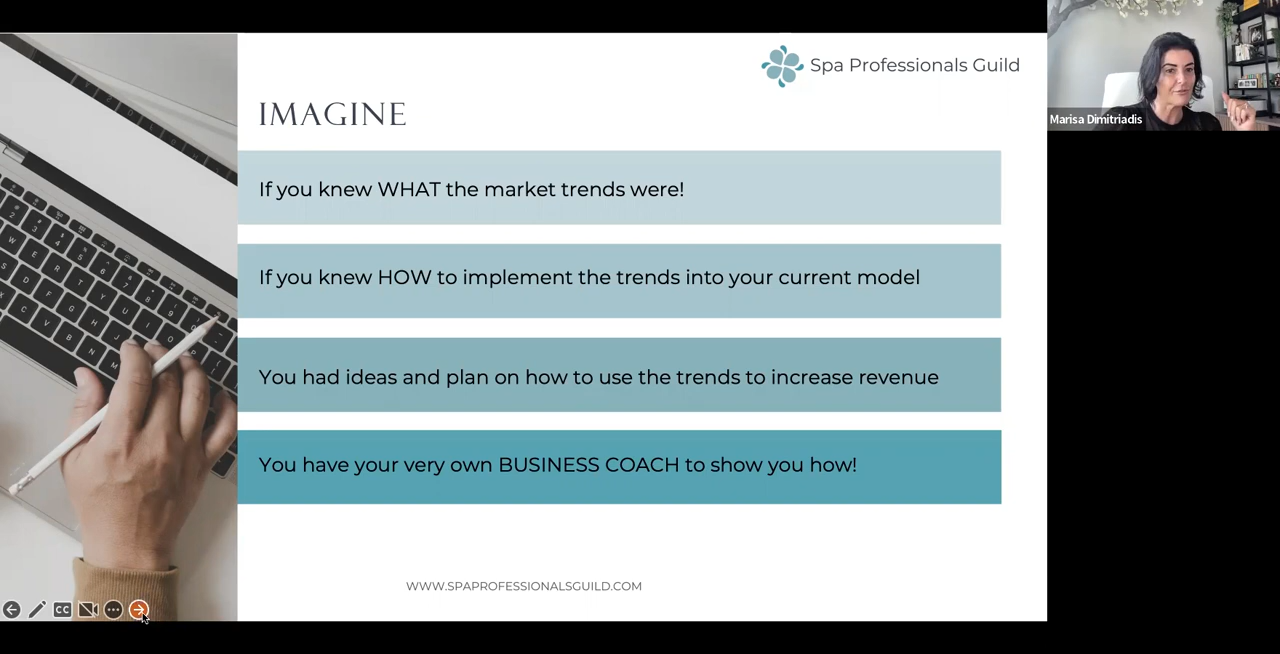 Spa Professionals Guild
Marisa Dimitriadis
IMAGINE
If you knew WHAT the market trends were!
If you knew HOW to implement the trends into your current model
You had ideas and plan on how to use the trends to increase revenue
You have your very own BUSINESS COACH to show you how!
WWW.SPAPROFESSIONALSGUILD.COM
CC